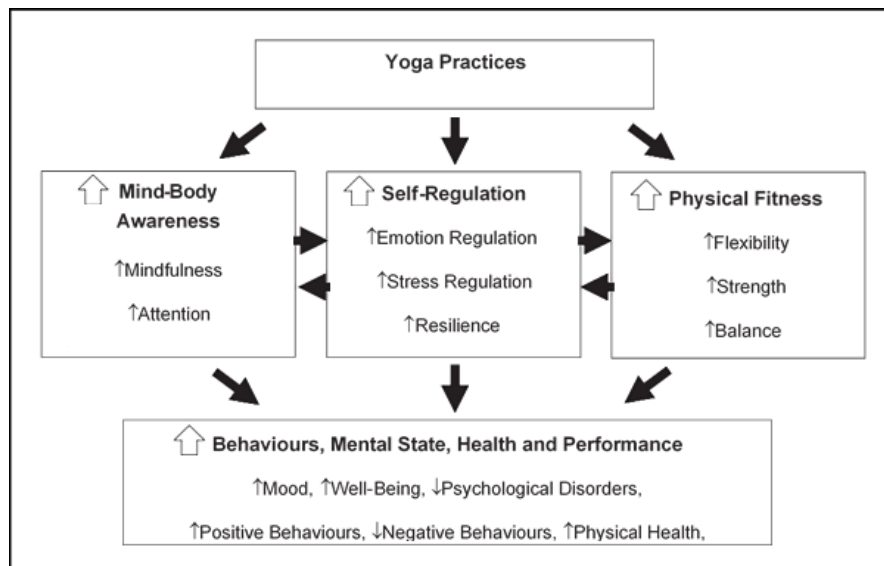 Yoga Practices
Mind-Body
Awareness
↑Mindfulness
↑Attention
Self-Regulation
↑Emotion Regulation
↑Stress Regulation
↑Resilience
Physical Fitness
↑Flexibility
↑Strength
↑Balance
Behaviours, Mental State, Health and Performance
↑Mood, ↑Well-Being, ↓Psychological Disorders,
↑Positive Behaviours, ↓Negative Behaviours, ↑Physical Health,